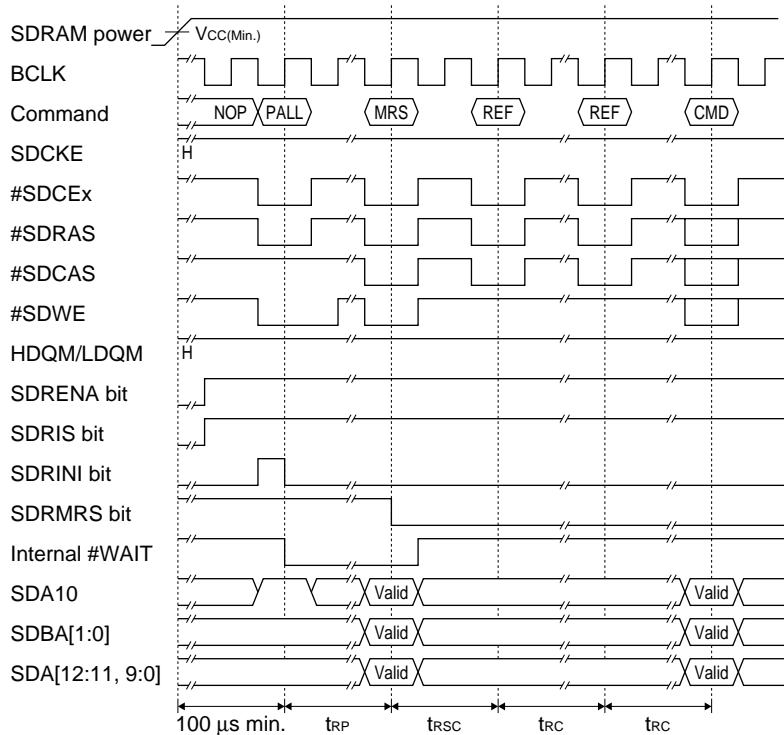 SDRAM power VCC(Min.)
BCLK
Command NOP PALL MRS REF REF CMD
SDCKE H
#SDCEx
#SDRAS
#SDCAS
#SDWE
HDQM/LDQM H
SDRENA bit
SDRIS bit
SDRINI bit
SDRMRS bit
Internal #WAIT
SDA10 Valid Valid
SDBA[1:0] Valid Valid
SDA[12:11, 9:0] Valid Valid
100 μs min. tRP tRSC tRC tRC